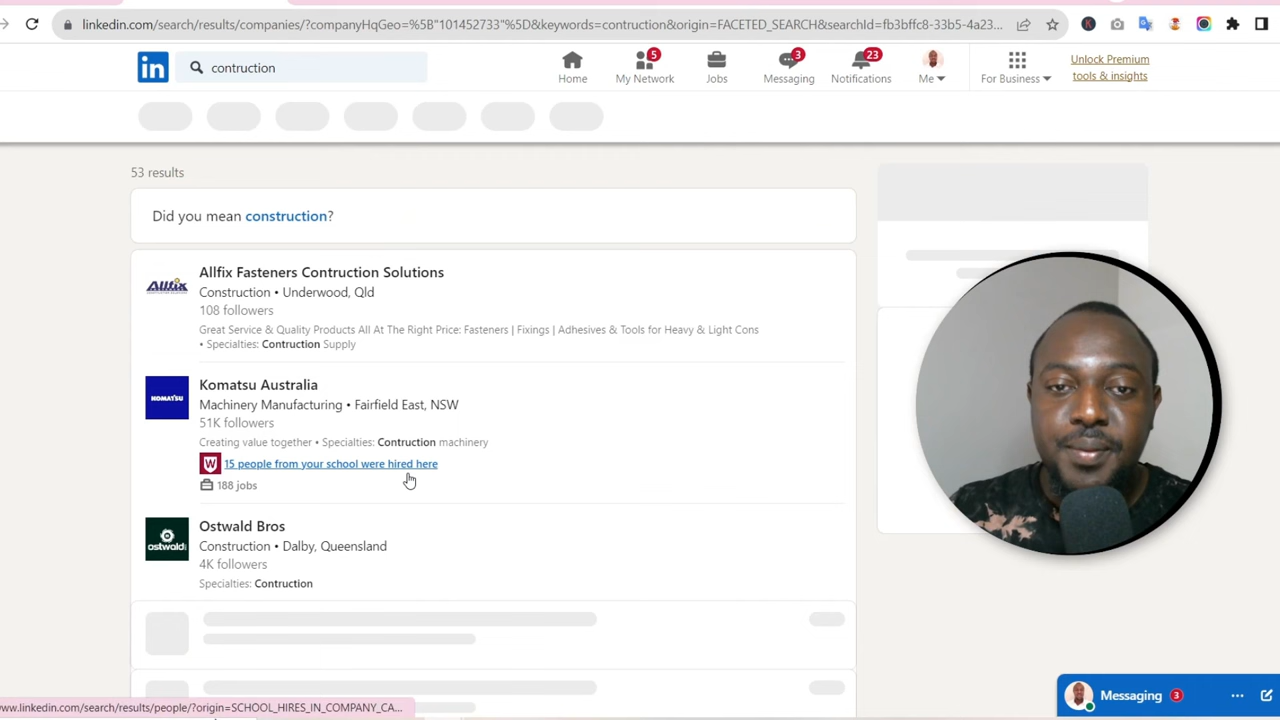 linkedin.com/search/results/companies/?companyHqGeo=%5B"101452733"%5D&keywords=contruction&origin=FACETED_SEARCH&searchId=fb3bffc8-33b5-4a23...
in
contruction
5
3
23
Home
My Network
Jobs
Messaging
Notifications
Me
For Business
Unlock Premium
tools & insights
53 results
Did you mean construction?
Allfix Fasteners Contruction Solutions
Allfix
Construction • Underwood, Qld
108 followers
Great Service & Quality Products All At The Right Price: Fasteners | Fixings | Adhesives & Tools for Heavy & Light Cons
• Specialties: Contruction Supply
Komatsu Australia
KOMATSU
Machinery Manufacturing • Fairfield East, NSW
51K followers
Creating value together • Specialties: Contruction machinery
W 15 people from your school were hired here
188 jobs
Ostwald Bros
ostwald
Construction • Dalby, Queensland
4K followers
Specialties: Contruction
Messaging 3
ww.linkedin.com/search/results/people/?origin=SCHOOL_HIRES_IN_COMPANY_CA...